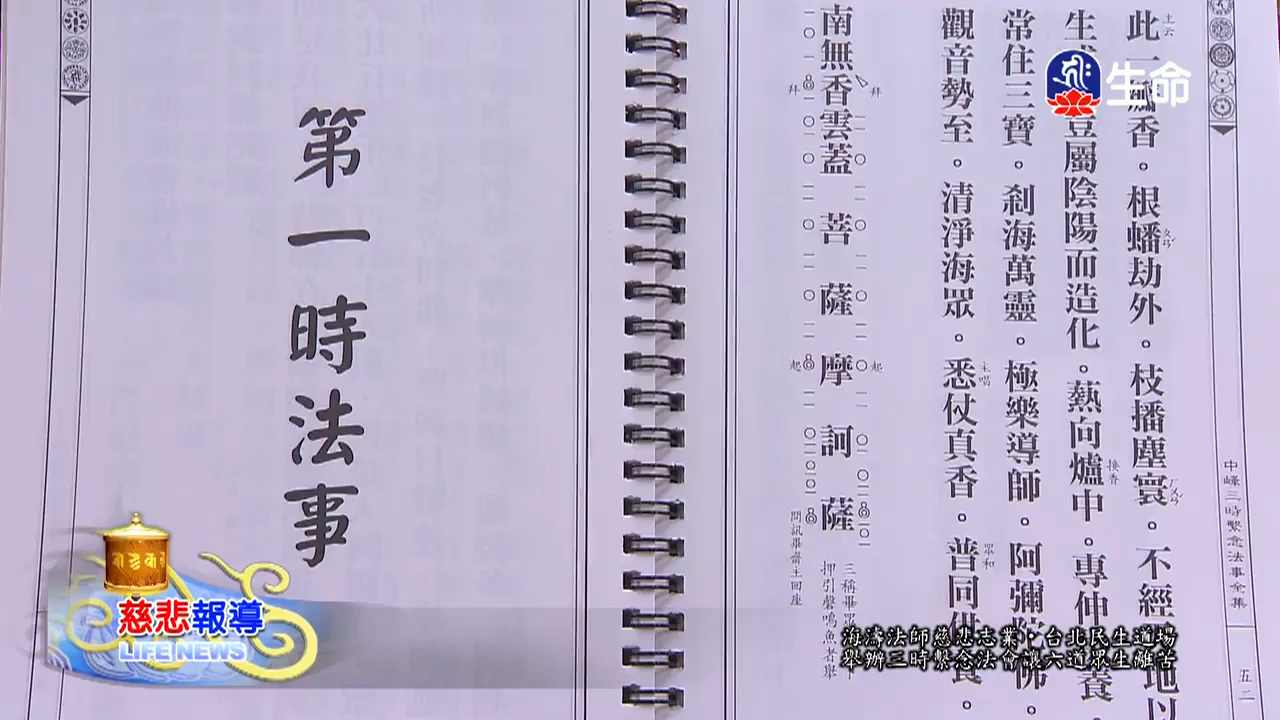 此一瓣香。根蟠劫外。枝播塵寰。不經
生豈屬陰陽而造化。熱向爐中。專伸
常住三寶。剎海萬靈。極樂導師。阿彌
觀音勢至。清淨海眾。悉仗真香。普同供養。
南無香雲蓋菩薩摩訶薩
中峰三時繫念法事全集
五二
第一時法事
生命
慈悲報導
LIFE NEWS
海濤法師慈悲志業：台北民生道場
舉辦三時繫念法會讓六道眾生離苦